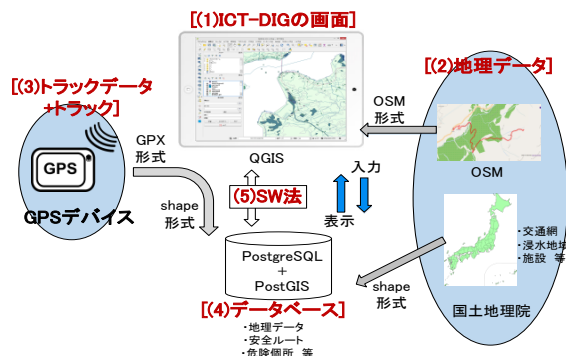 [(1)ICT-DIGの画面]
[(3)トラックデータ
+トラック]
[(2)地理データ]
GPS
GPSデバイス
GPX
形式
shape
形式
QGIS
(5)SW法
入力
表示
OSM
形式
OSM
・交通網
・浸水地域
・施設 等
国土地理院
shape
形式
PostgreSQL
+
PostGIS
[(4)データベース]
・地理データ
・安全ルート
・危険個所 等